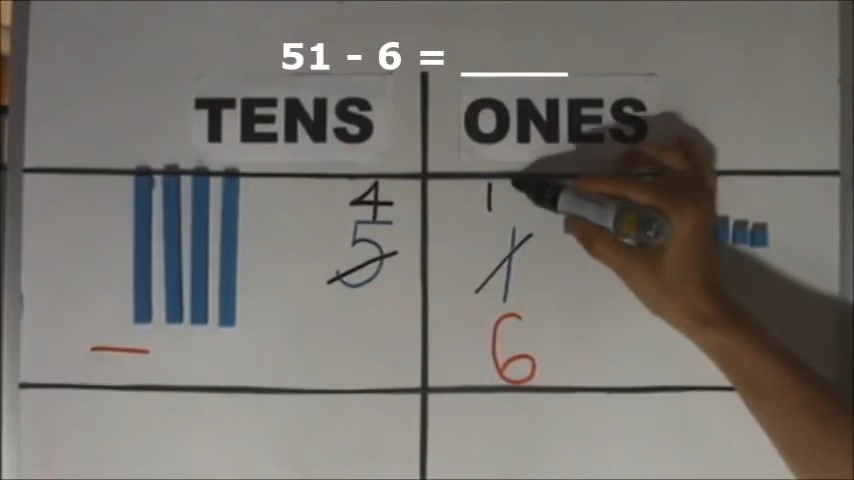 51 - 6 = _____
TENS ONES
4 1
5 1
− 6